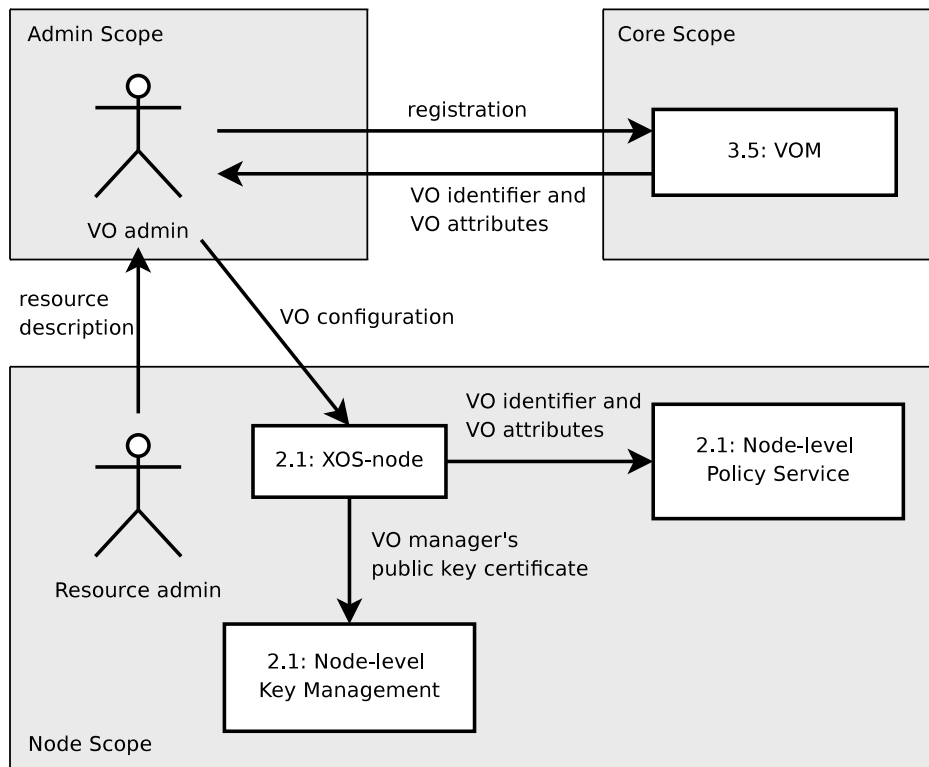 Admin Scope
Core Scope
registration
3.5: VOM
VO identifier and
VO attributes
VO admin
resource
description
VO configuration
VO identifier and
VO attributes
2.1: XOS-node
2.1: Node-level
Policy Service
VO manager's
public key certificate
Resource admin
2.1: Node-level
Key Management
Node Scope